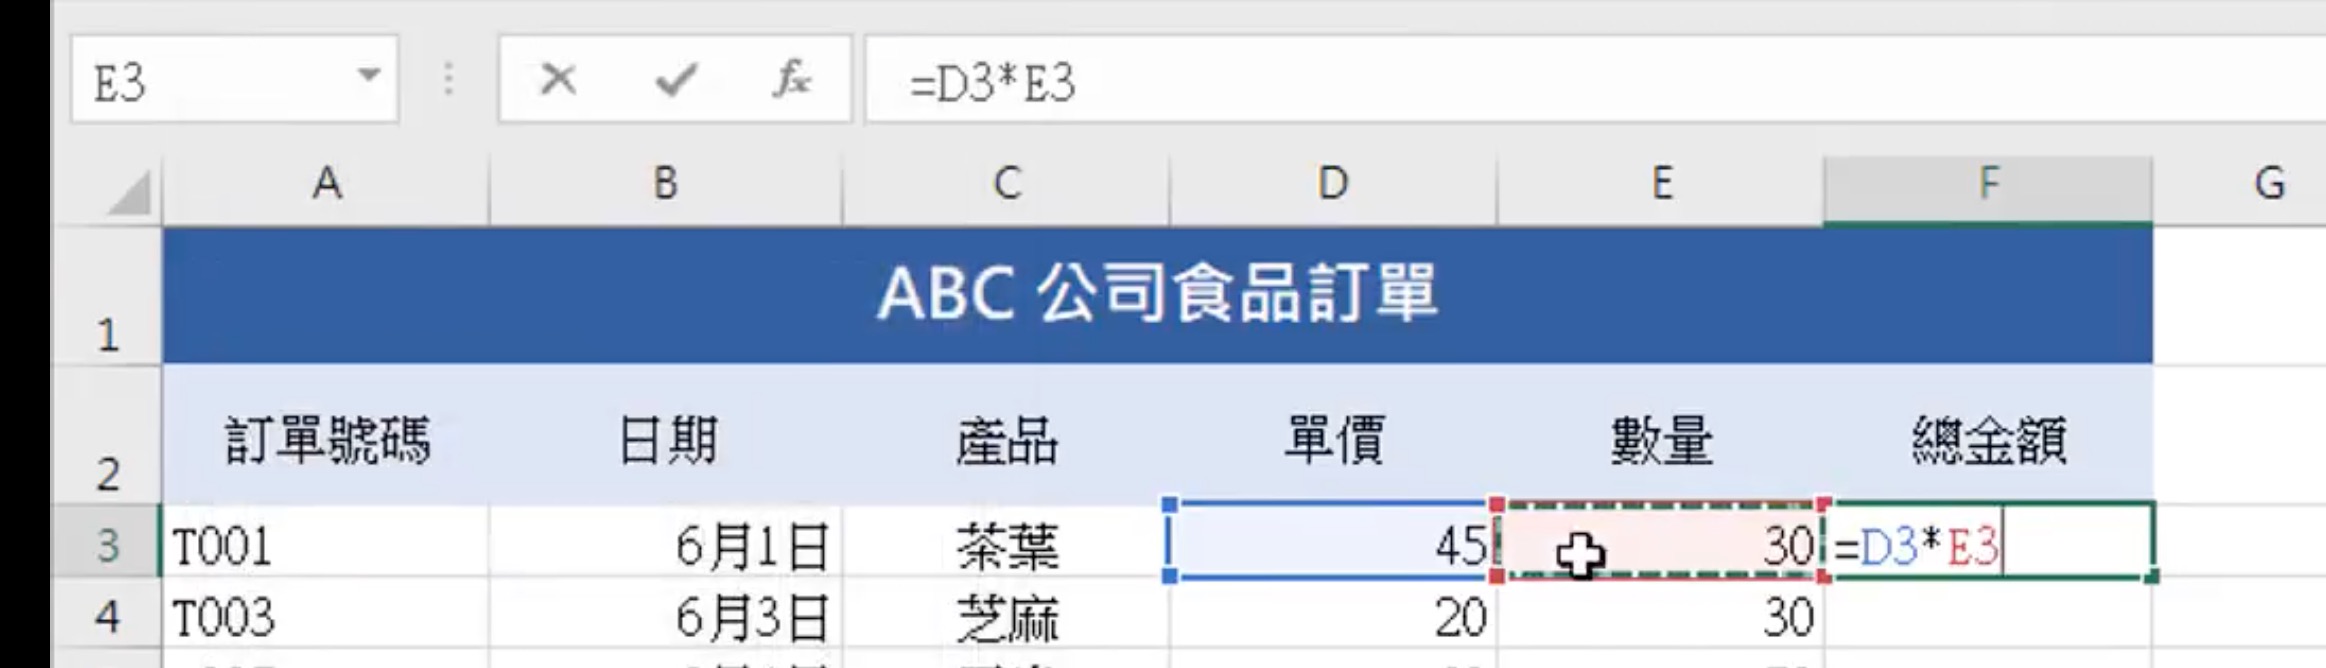 E3 fx =D3*E3
A B C D E F G
1 ABC 公司食品訂單
2 訂單號碼 日期 產品 單價 數量 總金額
3 T001 6月1日 茶葉 45 30 =D3*E3
4 T003 6月3日 芝麻 20 30